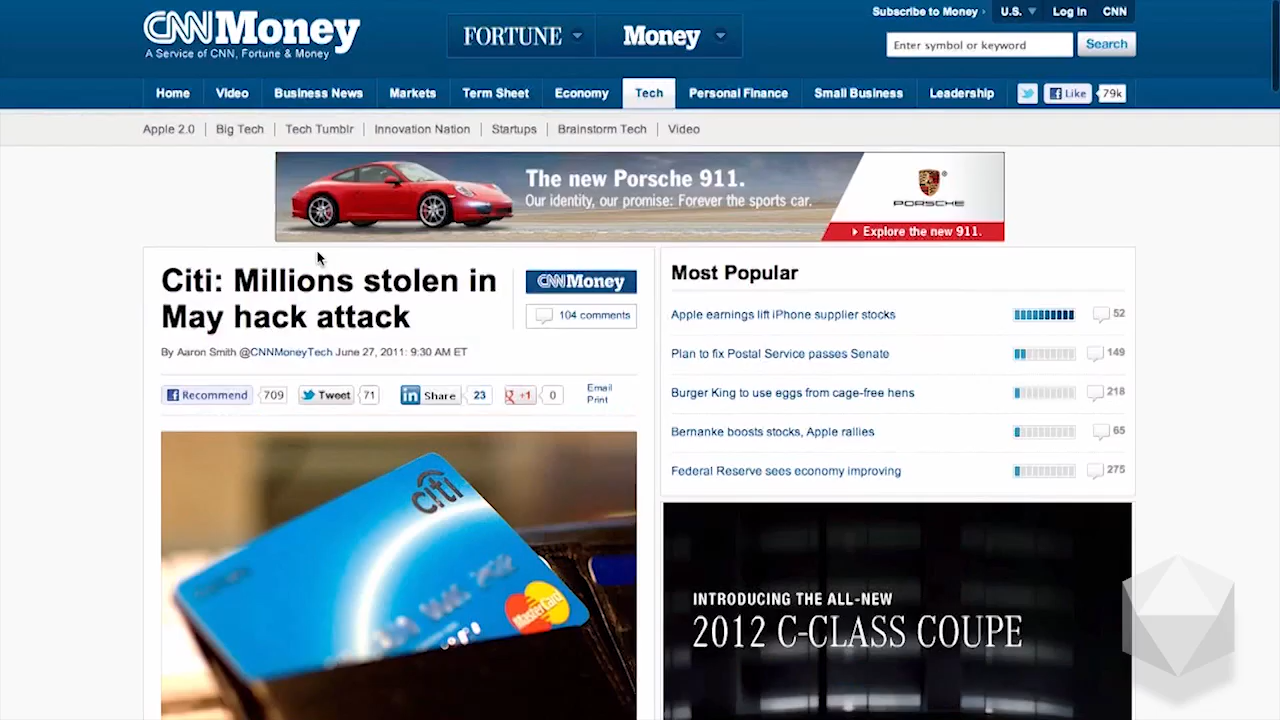 CNNMoney
A Service of CNN, Fortune & Money
FORTUNE
Money
Subscribe to Money
U.S.
Log In
CNN
Enter symbol or keyword
Search
Home
Video
Business News
Markets
Term Sheet
Economy
Tech
Personal Finance
Small Business
Leadership
Like
79k
Apple 2.0
Big Tech
Tech Tumblr
Innovation Nation
Startups
Brainstorm Tech
Video
The new Porsche 911.
Our identity, our promise: Forever the sports car.
PORSCHE
Explore the new 911.
Citi: Millions stolen in
May hack attack
CNNMoney
104 comments
By Aaron Smith @CNNMoneyTech June 27, 2011: 9:30 AM ET
Recommend
709
Tweet
71
Share
23
+1
0
Email
Print
citi
MasterCard
Most Popular
Apple earnings lift iPhone supplier stocks
52
Plan to fix Postal Service passes Senate
149
Burger King to use eggs from cage-free hens
218
Bernanke boosts stocks, Apple rallies
65
Federal Reserve sees economy improving
275
INTRODUCING THE ALL-NEW
2012 C-CLASS COUPE